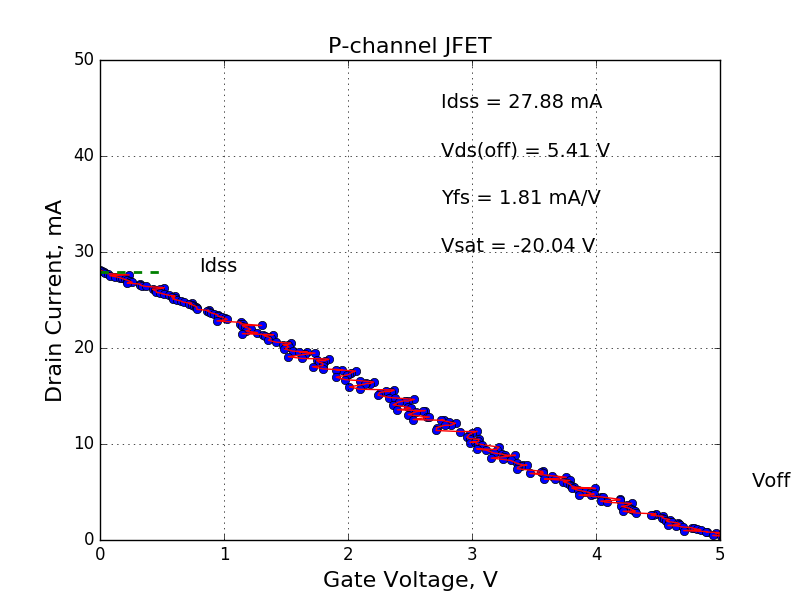 P-channel JFET
Idss = 27.88 mA
Vds(off) = 5.41 V
Yfs = 1.81 mA/V
Vsat = -20.04 V
Idss
Voff
50
40
30
20
10
0
Drain Current, mA
0 1 2 3 4 5
Gate Voltage, V